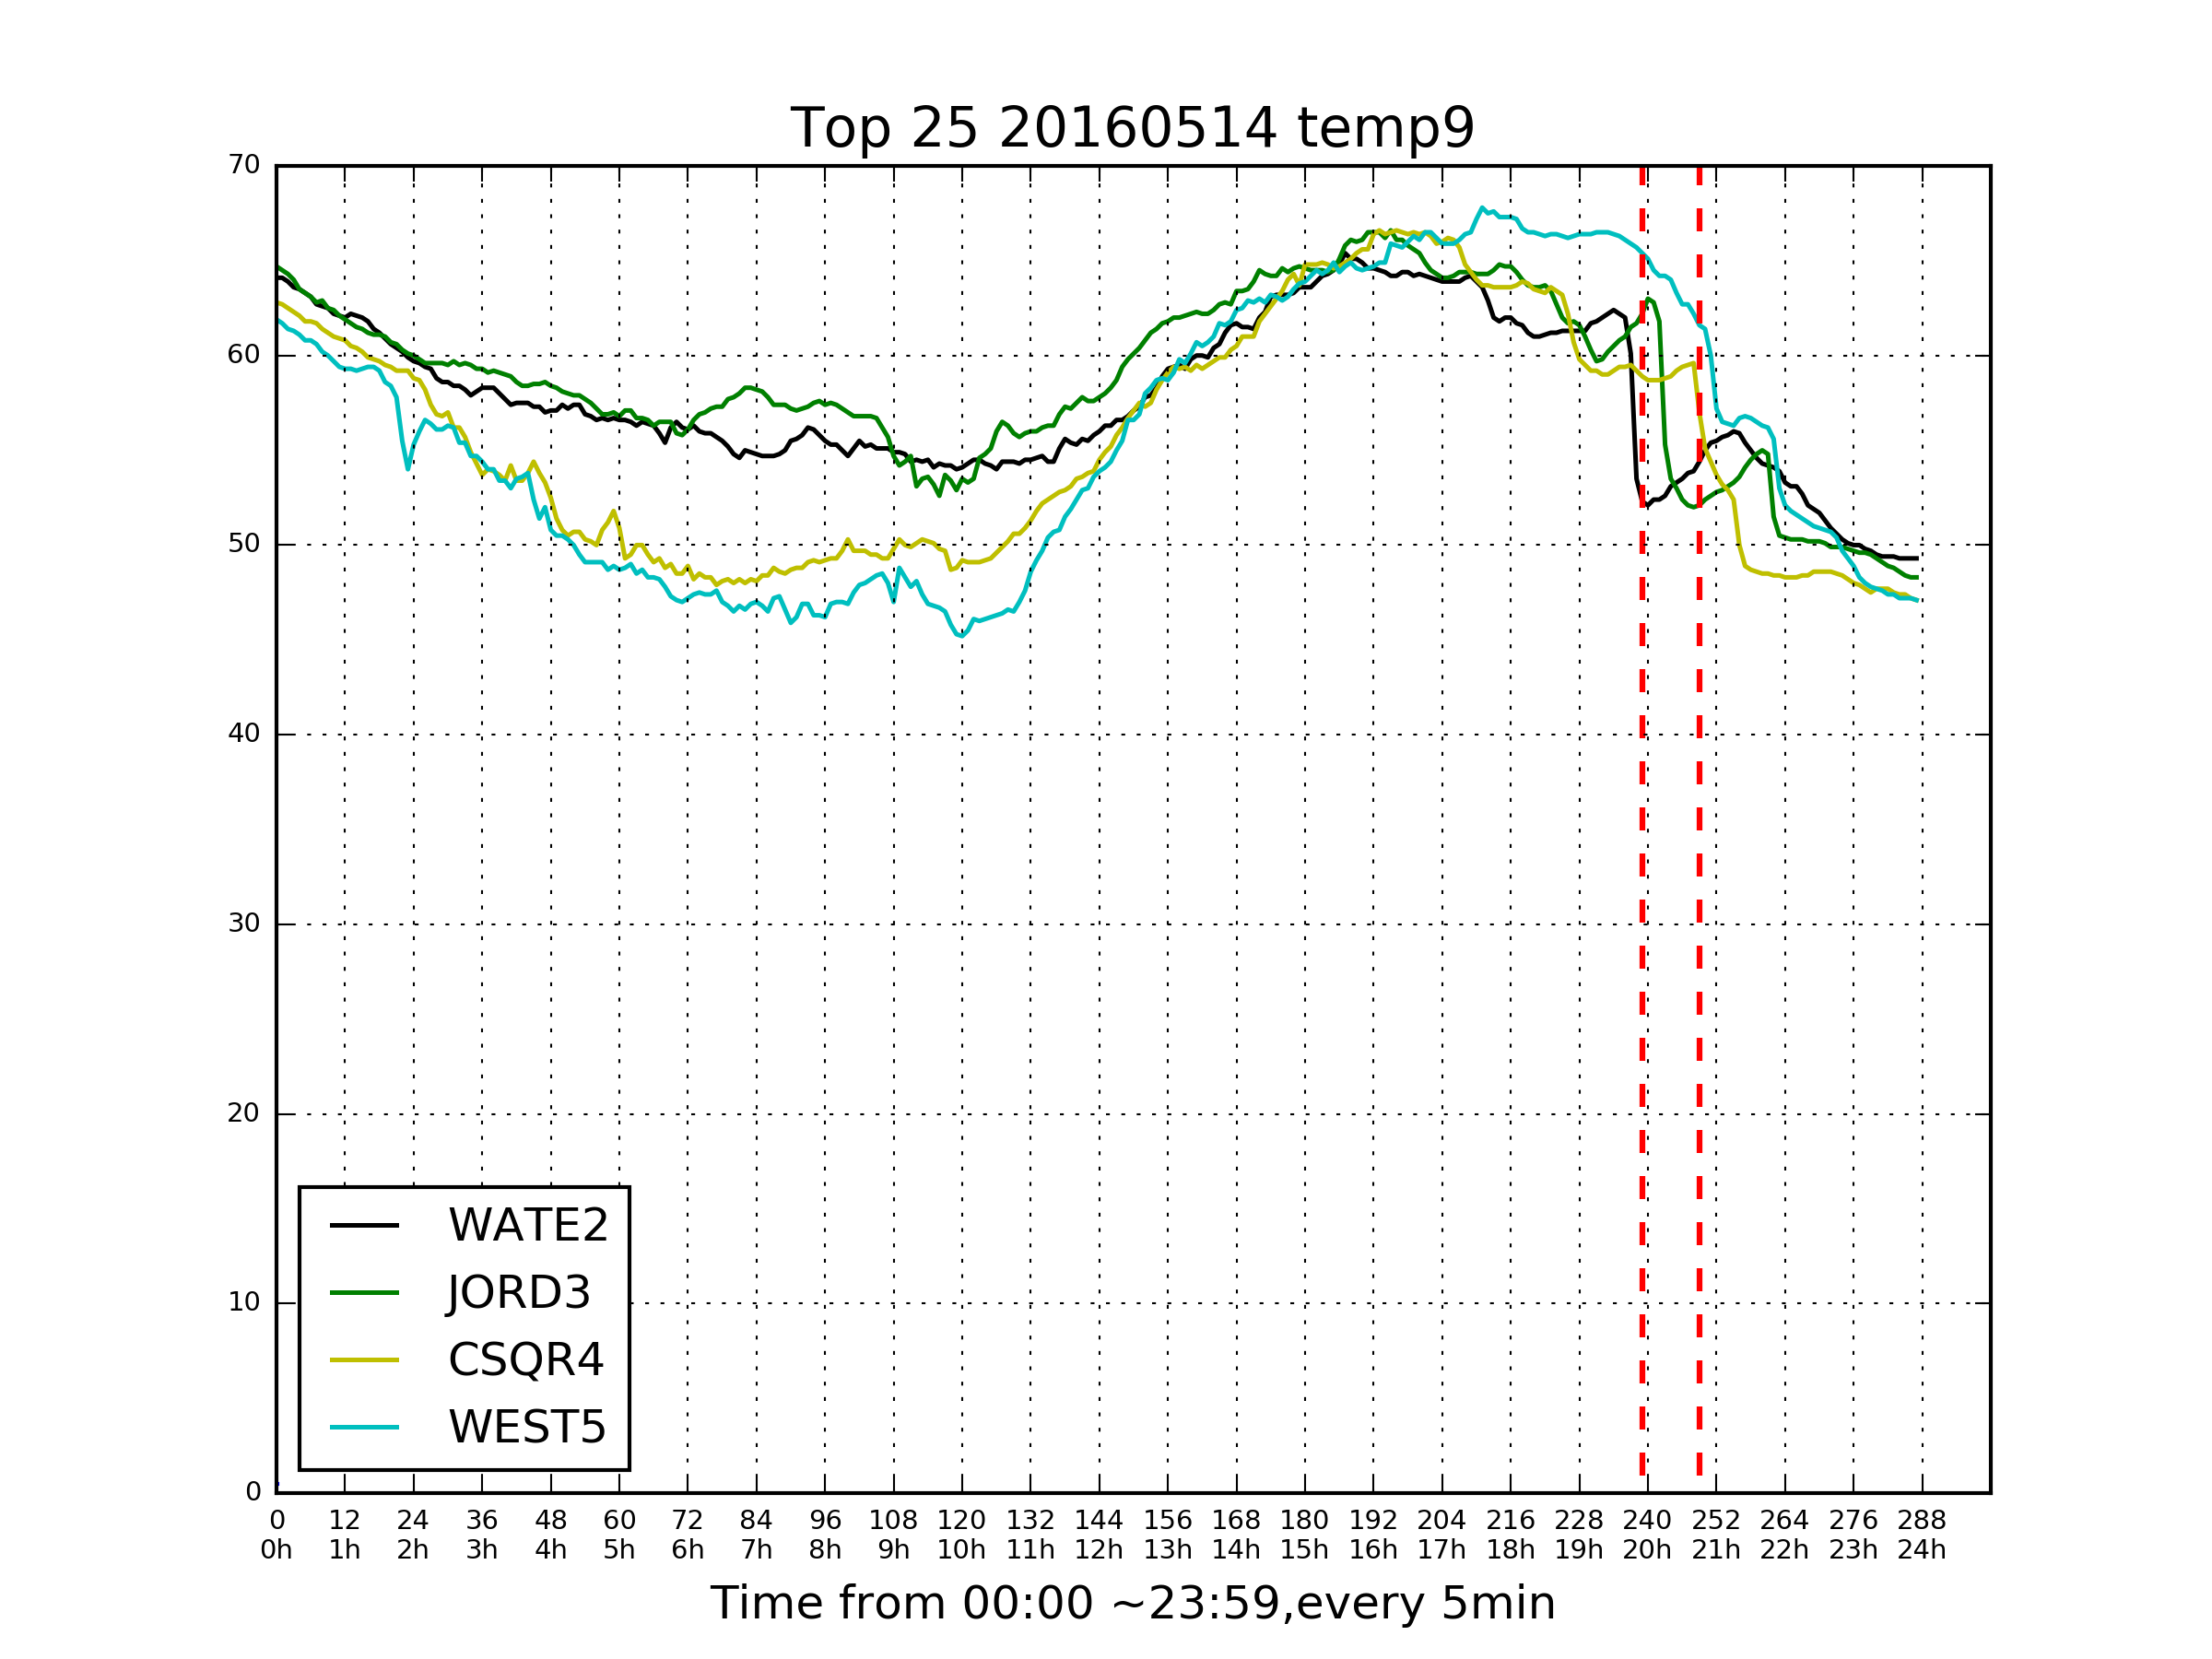 Top 25 20160514 temp9
70
60
50
40
30
20
10
0
WATE2
JORD3
CSQR4
WEST5
0 12 24 36 48 60 72 84 96 108 120 132 144 156 168 180 192 204 216 228 240 252 264 276 288
0h 1h 2h 3h 4h 5h 6h 7h 8h 9h 10h 11h 12h 13h 14h 15h 16h 17h 18h 19h 20h 21h 22h 23h 24h
Time from 00:00 ~23:59,every 5min